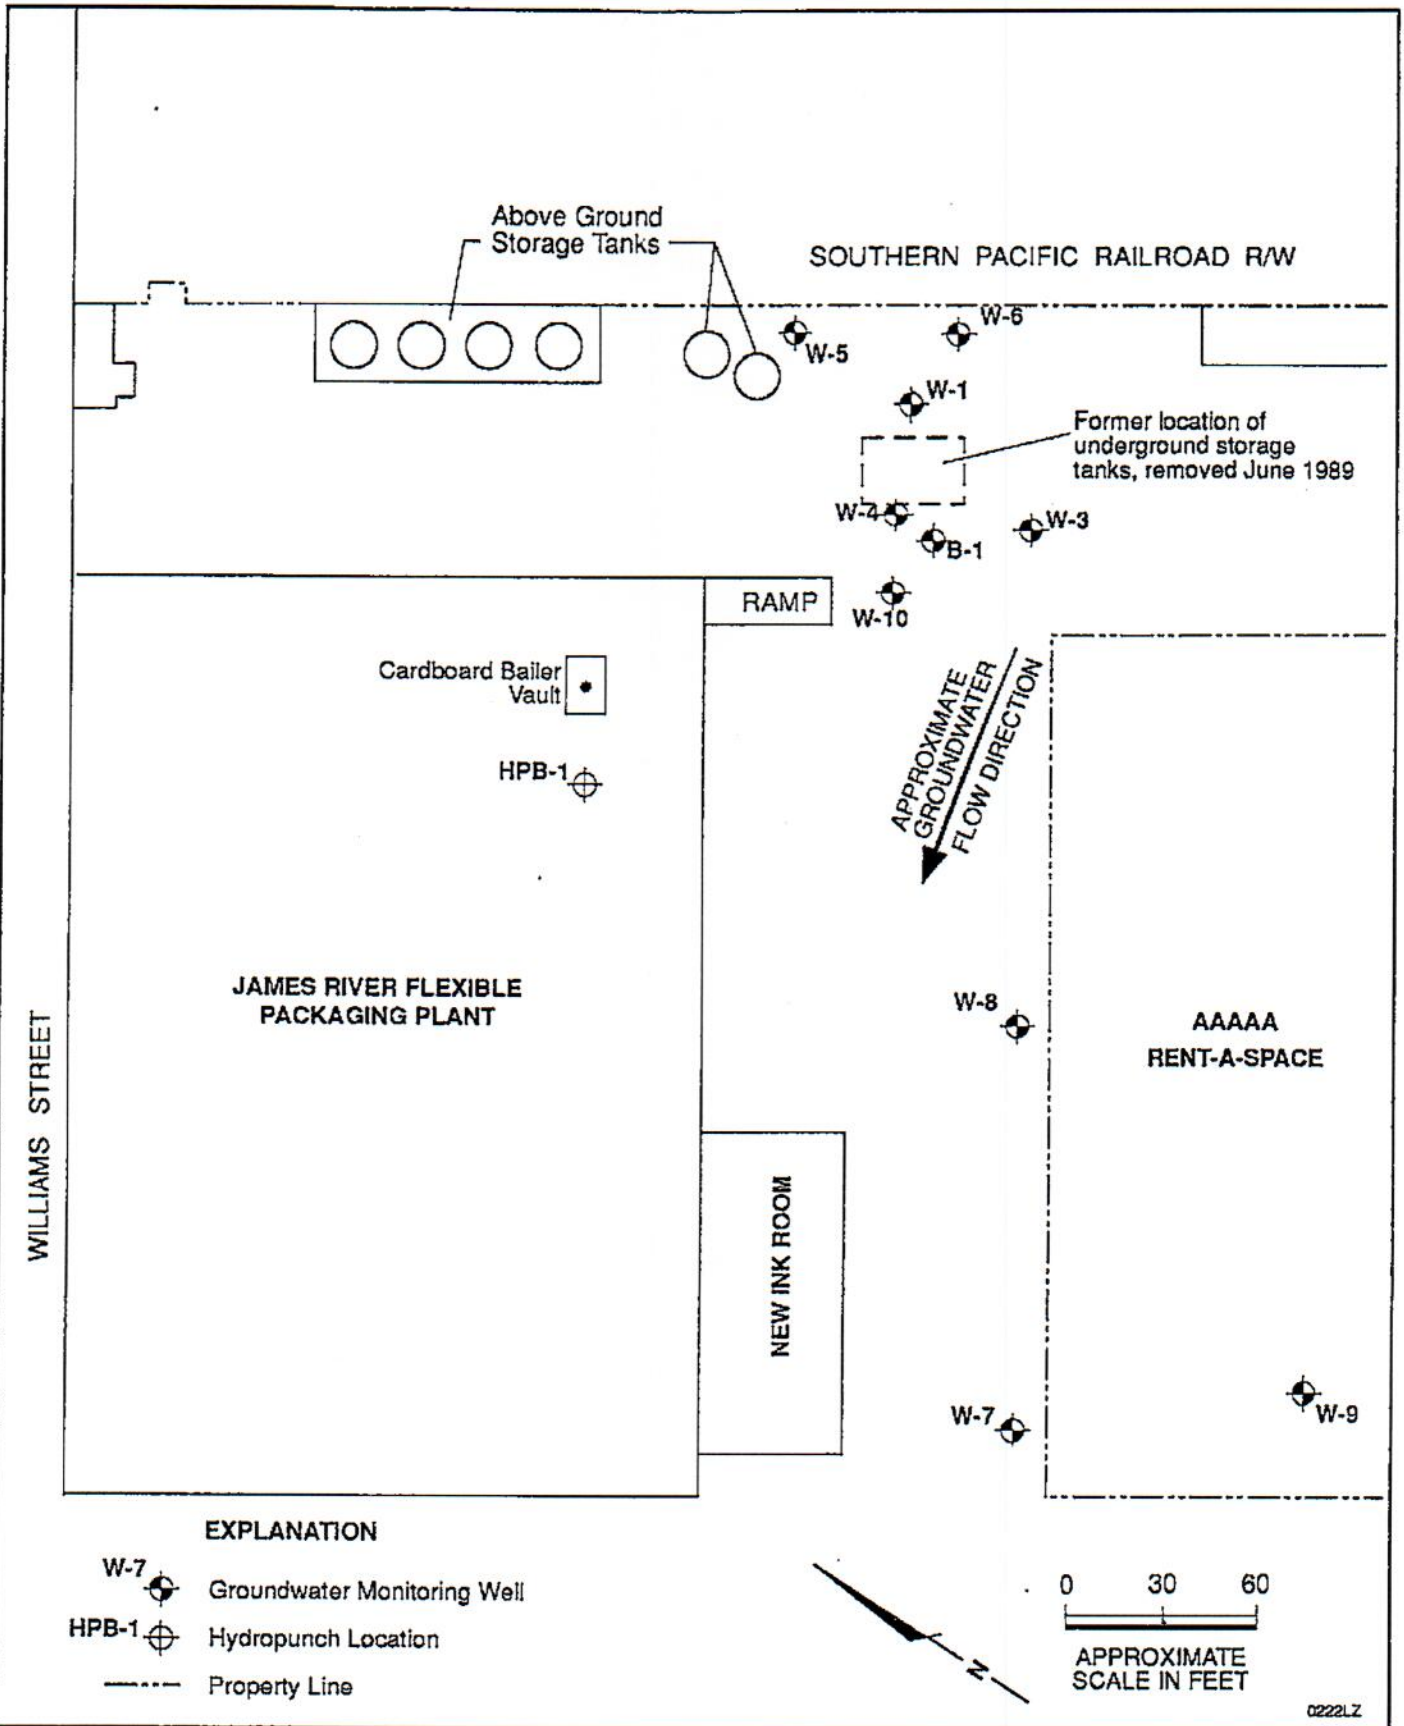 Above Ground
Storage Tanks
SOUTHERN PACIFIC RAILROAD R/W
W-6
W-5
W-1
Former location of
underground storage
tanks, removed June 1989
W-4
W-3
B-1
RAMP
W-10
Cardboard Bailer
Vault
HPB-1
APPROXIMATE
GROUNDWATER
FLOW DIRECTION
JAMES RIVER FLEXIBLE
PACKAGING PLANT
W-8
AAAAA
RENT-A-SPACE
WILLIAMS STREET
NEW INK ROOM
W-7
W-9
EXPLANATION
W-7
Groundwater Monitoring Well
HPB-1
Hydropunch Location
Property Line
N
0 30 60
APPROXIMATE
SCALE IN FEET
0222LZ